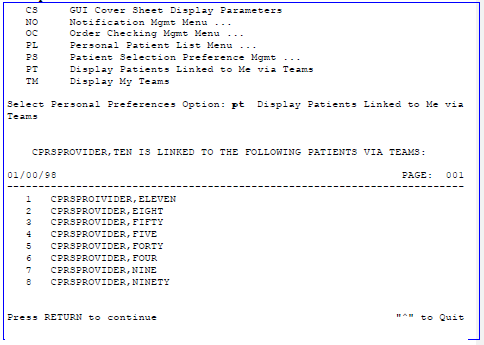 CS GUI Cover Sheet Display Parameters
NO Notification Mgmt Menu ...
OC Order Checking Mgmt Menu ...
PL Personal Patient List Menu ...
PS Patient Selection Preference Mgmt ...
PT Display Patients Linked to Me via Teams
TM Display My Teams
Select Personal Preferences Option: pt Display Patients Linked to Me via
Teams
CPRSPROVIDER,TEN IS LINKED TO THE FOLLOWING PATIENTS VIA TEAMS:
01/00/98 PAGE: 001
--------------------------------------------------------------------------
1 CPRSPROIVIDER,ELEVEN
2 CPRSPROVIDER,EIGHT
3 CPRSPROVIDER,FIFTY
4 CPRSPROVIDER,FIVE
5 CPRSPROVIDER,FORTY
6 CPRSPROVIDER,FOUR
7 CPRSPROVIDER,NINE
8 CPRSPROVIDER,NINETY
Press RETURN to continue "^" to Quit